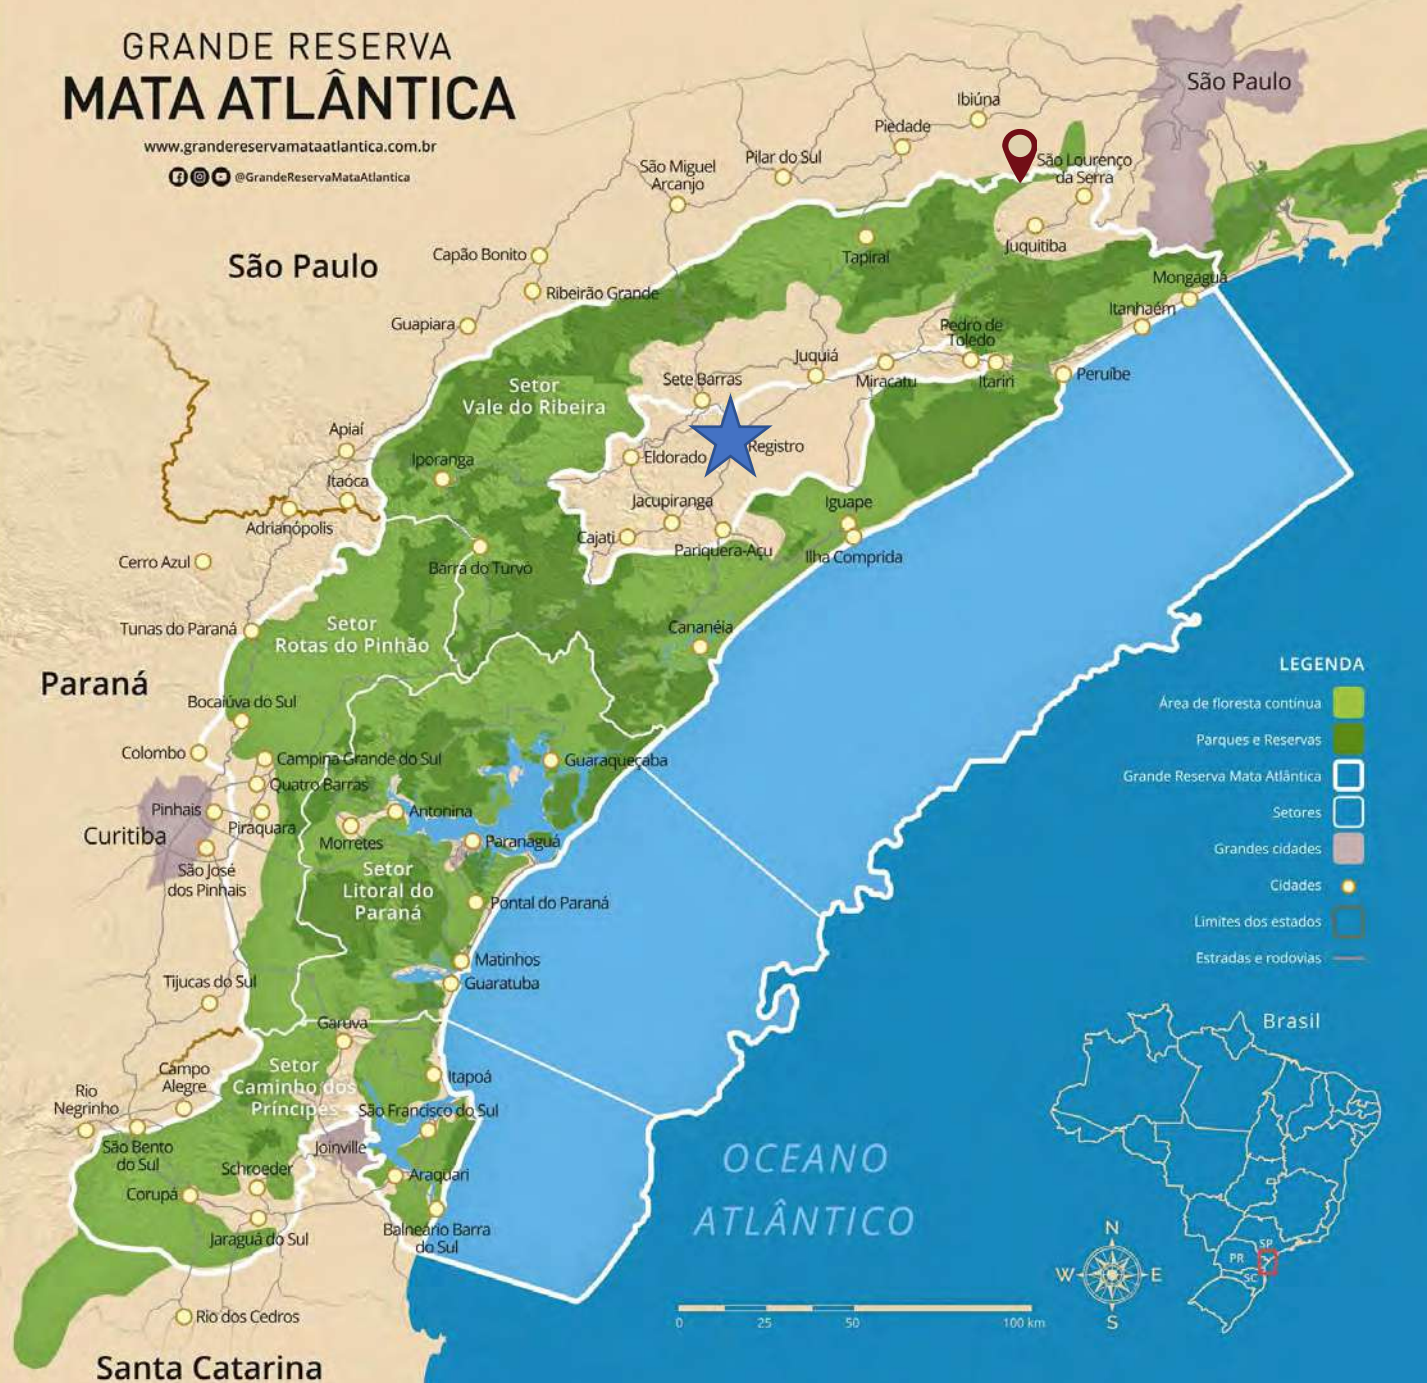 GRANDE RESERVA
MATA ATLÂNTICA
www.grandereservamataatlantica.com.br
@GrandeReservaMataAtlantica
São Paulo
Ibiúna
Piedade
Pilar do Sul
São Miguel
Arcanjo
São Lourenço
da Serra
Juquitiba
Tapiraí
São Paulo
Capão Bonito
Ribeirão Grande
Guapiara
Mongaguá
Itanhaém
Pedro de
Toledo
Juquiá
Miracatu
Itariri
Peruíbe
Sete Barras
Setor
Vale do Ribeira
Registro
Eldorado
Apiaí
Iporanga
Itaóca
Jacupiranga
Iguape
Adrianópolis
Cajati
Pariquera-Açu
Ilha Comprida
Cerro Azul
Barra do Turvo
Tunas do Paraná
Setor
Rotas do Pinhão
Cananéia
Paraná
Bocaiúva do Sul
Colombo
Campina Grande do Sul
Guaraqueçaba
Quatro Barras
Pinhais
Antonina
Curitiba
Piraquara
Morretes
Paranaguá
São José
dos Pinhais
Setor
Litoral do
Paraná
Pontal do Paraná
Matinhos
Guaratuba
Tijucas do Sul
Garuva
Campo
Alegre
Setor
Caminho dos
Príncipes
Itapoá
Rio
Negrinho
São Francisco do Sul
São Bento
do Sul
Joinville
Schroeder
Araquari
Corupá
Jaraguá do Sul
Balneário Barra
do Sul
Rio dos Cedros
Santa Catarina
LEGENDA
Área de floresta contínua
Parques e Reservas
Grande Reserva Mata Atlântica
Setores
Grandes cidades
Cidades
Limites dos estados
Estradas e rodovias
Brasil
SP
PR
SC
OCEANO
ATLÂNTICO
N
W E
S
0 25 50 100 km